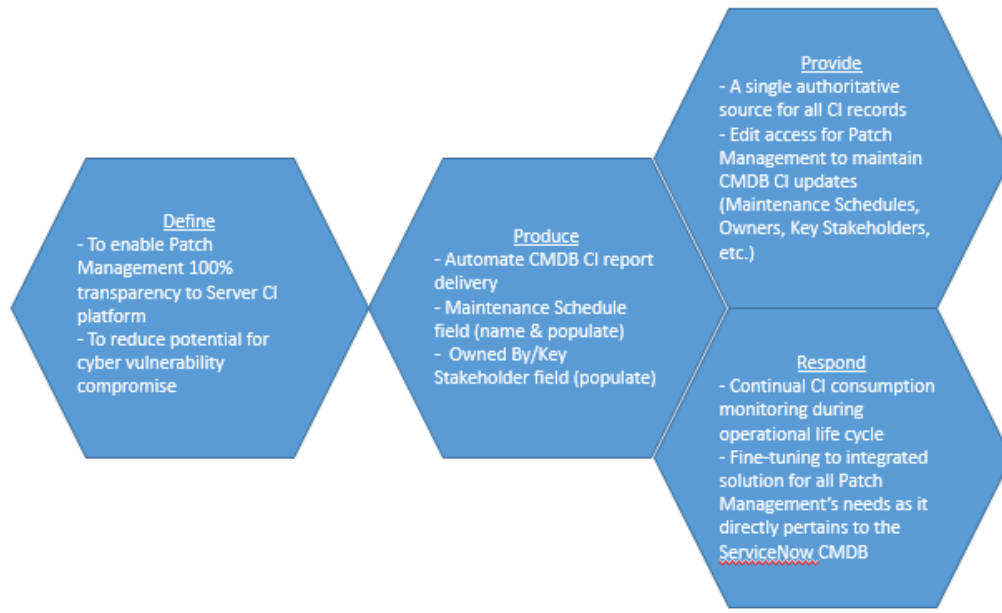 Define
- To enable Patch
Management 100%
transparency to Server CI
platform
- To reduce potential for
cyber vulnerability
compromise
Produce
- Automate CMDB CI report
delivery
- Maintenance Schedule
field (name & populate)
- Owned By/Key
Stakeholder field (populate)
Provide
- A single authoritative
source for all CI records
- Edit access for Patch
Management to maintain
CMDB CI updates
(Maintenance Schedules,
Owners, Key Stakeholders,
etc.)
Respond
- Continual CI consumption
monitoring during
operational life cycle
- Fine-tuning to integrated
solution for all Patch
Management's needs as it
directly pertains to the
ServiceNow CMDB